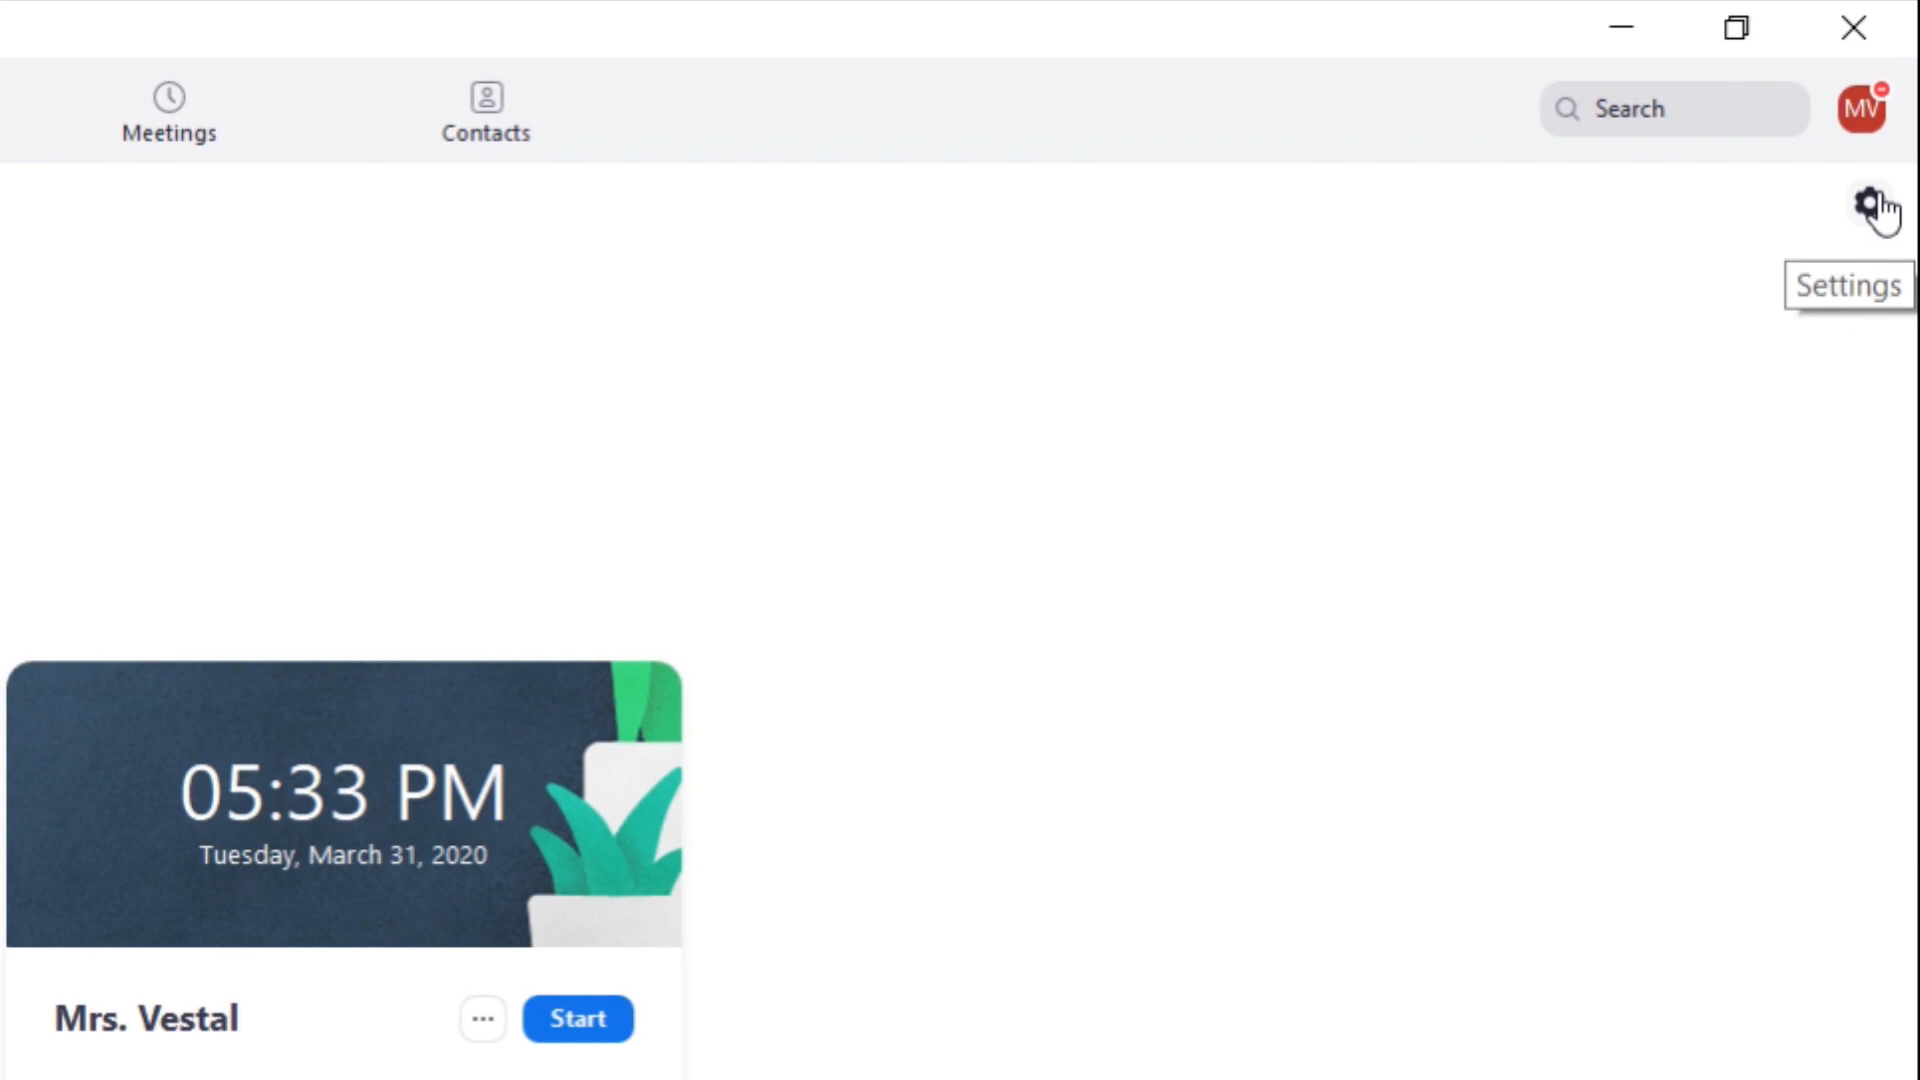 Meetings
Contacts
Search
MV
Settings
05:33 PM
Tuesday, March 31, 2020
Mrs. Vestal
...
Start